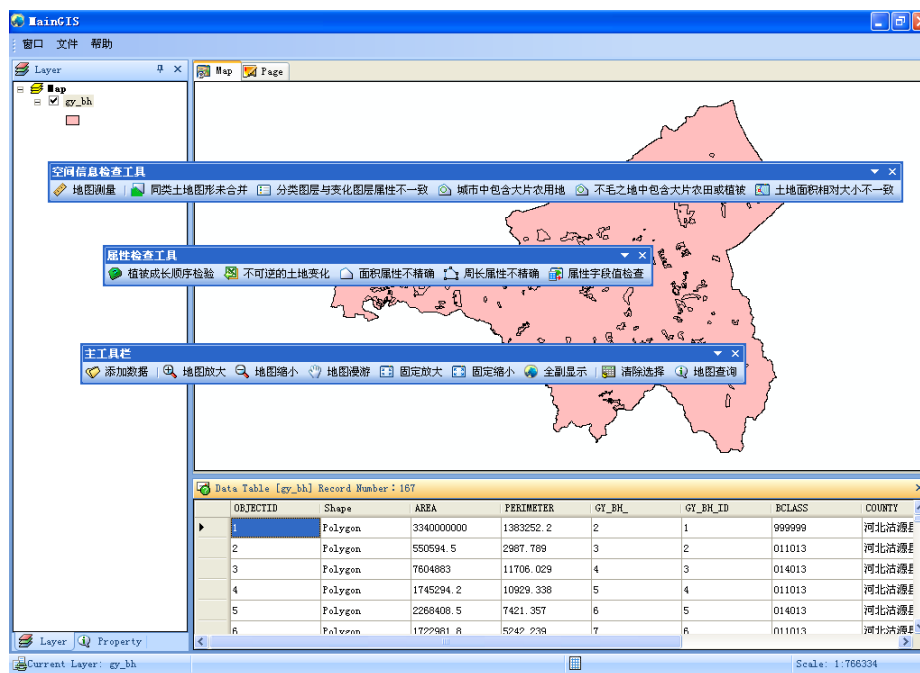 MainGIS
窗口 文件 帮助
Layer
Map Page
Map
gy_bh
空间信息检查工具
地图测量 同类土地图形未合并 分类图层与变化图层属性不一致 城市中包含大片农用地 不毛之地中包含大片农田或植被 土地面积相对大小不一致
属性检查工具
植被成长顺序检验 不可逆的土地变化 面积属性不精确 周长属性不精确 属性字段值检查
主工具栏
添加数据 地图放大 地图缩小 地图漫游 固定放大 固定缩小 全副显示 清除选择 地图查询
Data Table [gy_bh] Record Number：167
OBJECTID Shape AREA PERIMETER GY_BH_ GY_BH_ID BCLASS COUNTY
1 Polygon 3340000000 1383252.2 2 1 999999 河北沽源县
2 Polygon 550594.5 2987.789 3 2 011013 河北沽源县
3 Polygon 7604883 11706.029 4 3 014013 河北沽源县
4 Polygon 1745294.2 10929.338 5 4 011013 河北沽源县
5 Polygon 2268408.5 7421.357 6 5 014013 河北沽源县
6 Polygon 1722981.8 5242.239 7 6 011013 河北沽源县
Layer Property
Current Layer: gy_bh Scale: 1:766334